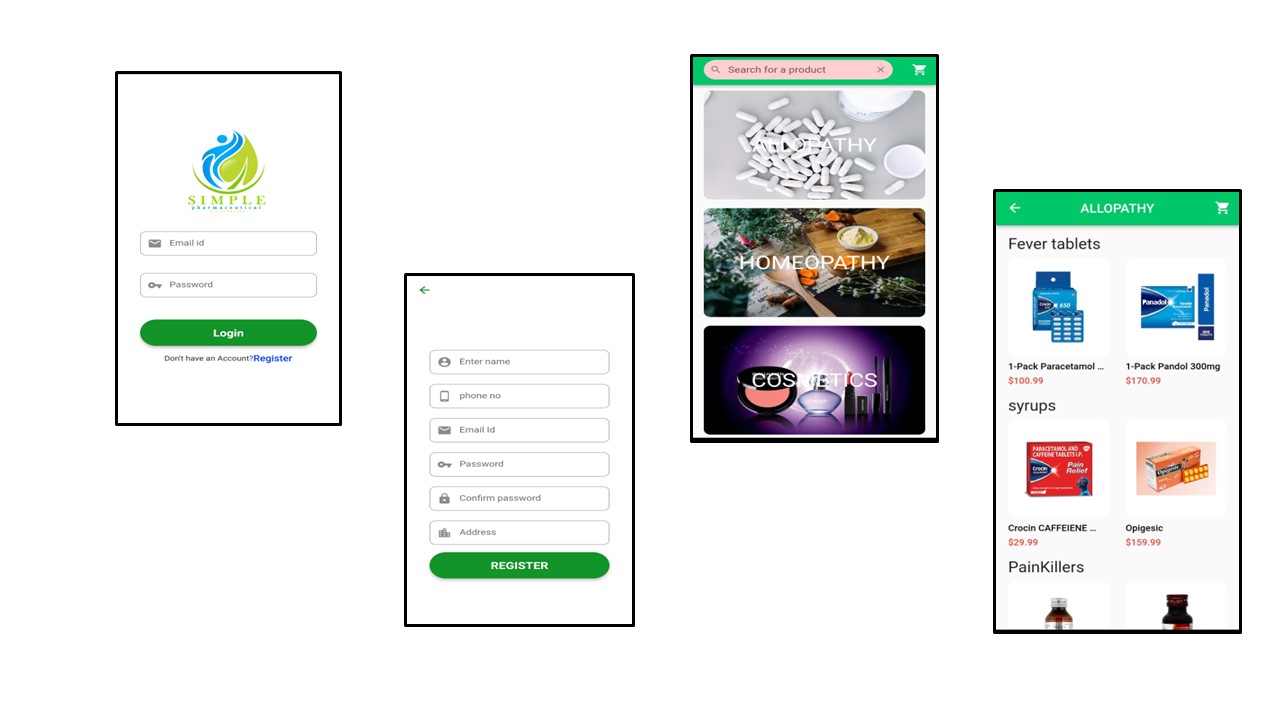 SIMPLE
pharmaceutical
Email id
Password
Login
Don't have an Account?Register
Enter name
phone no
Email Id
Password
Confirm password
Address
REGISTER
Search for a product
ALLOPATHY
HOMEOPATHY
COSMETICS
ALLOPATHY
Fever tablets
Crocin
650
Panadol
Panadol
1-Pack Paracetamol ...
$100.99
1-Pack Pandol 300mg
$170.99
syrups
PARACETAMOL AND
CAFFEINE TABLETS I.P.
Crocin
Pain
Relief
Opigesic
Crocin CAFFEIENE ...
$29.99
Opigesic
$159.99
PainKillers